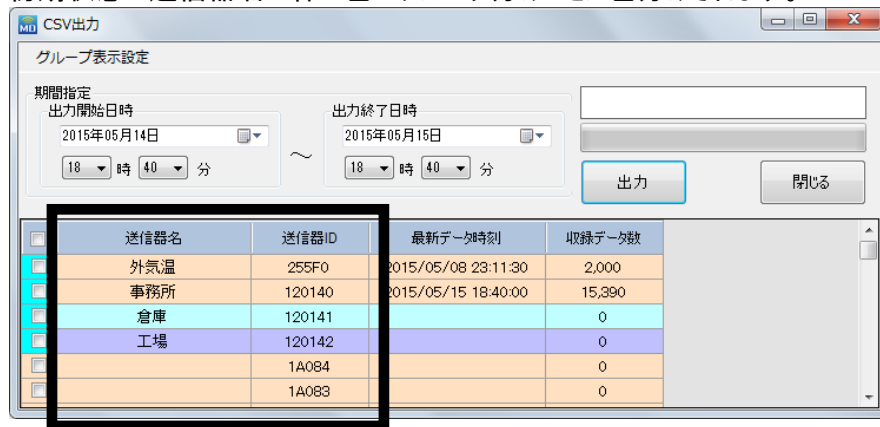 CSV出力
グループ表示設定
期間指定
出力開始日時
出力終了日時
2015年05月14日
～
2015年05月15日
18 時 40 分
18 時 40 分
出力
閉じる
送信器名 送信器ID 最新データ時刻 収録データ数
外気温 255F0 2015/05/08 23:11:30 2,000
事務所 120140 2015/05/15 18:40:00 15,390
倉庫 120141 0
工場 120142 0
1A084 0
1A083 0